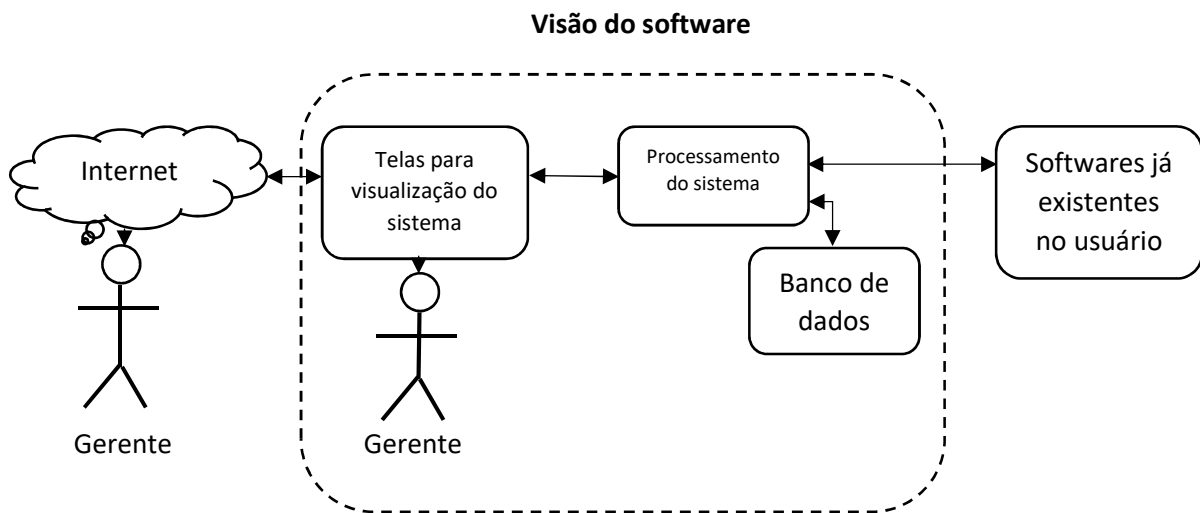 Visão do software
Internet
Telas para
visualização do
sistema
Processamento
do sistema
Softwares já
existentes
no usuário
Banco de
dados
Gerente
Gerente